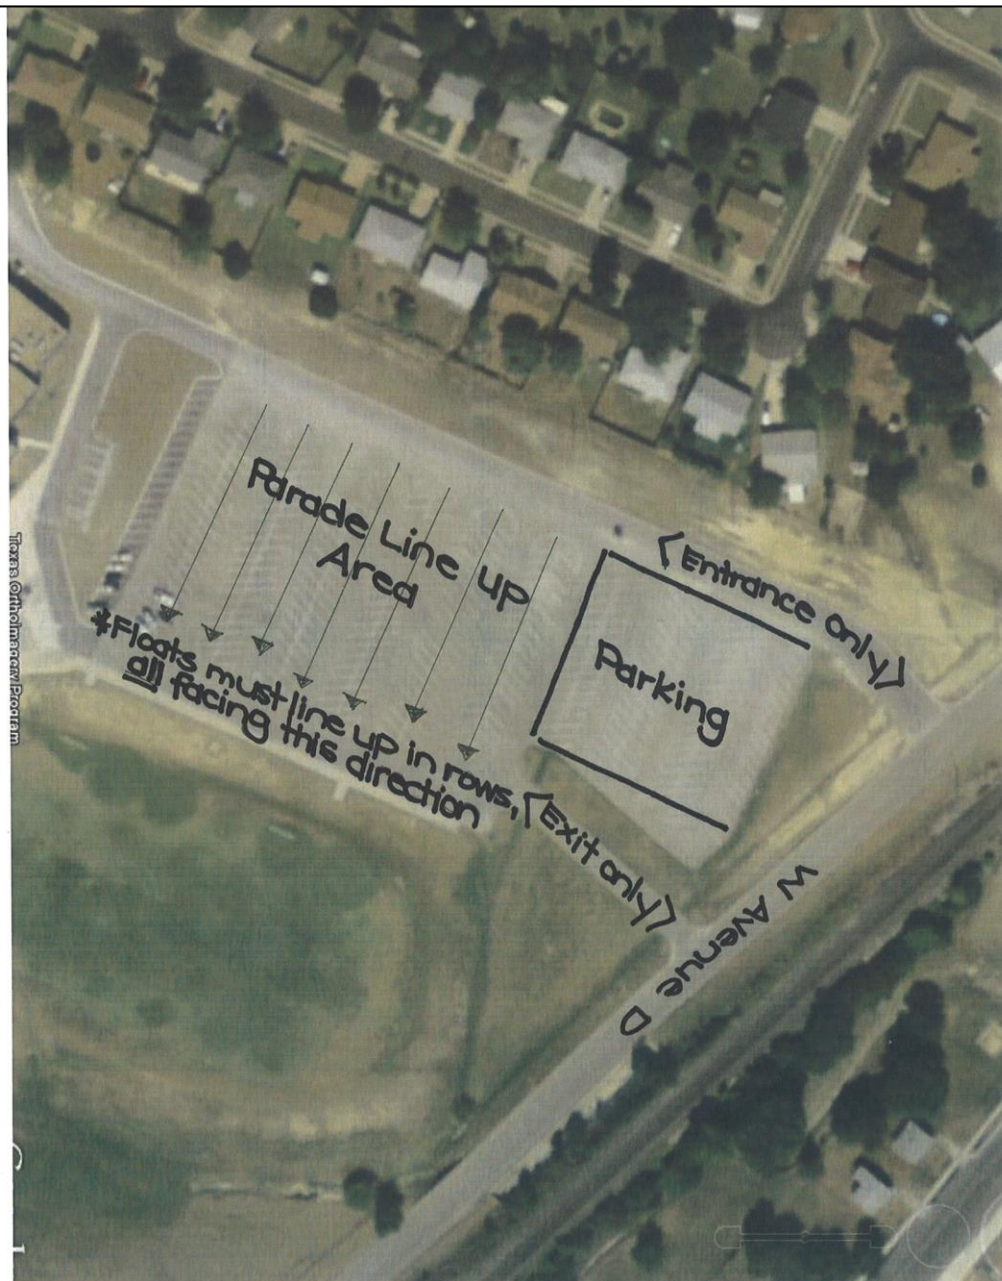 Parade Line up
Area
*Floats must line up in rows,
all facing this direction
<Entrance only>
Parking
<Exit only>
W Avenue D
Texas Orthoimagery Program